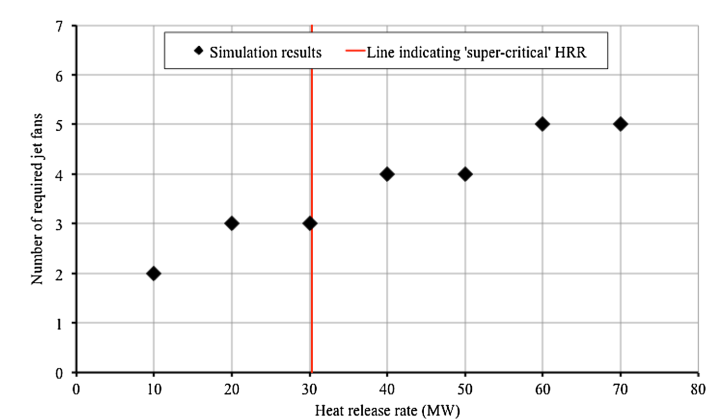 7
Simulation results
Line indicating 'super-critical' HRR
6
5
4
3
2
1
0
Number of required jet fans
0 10 20 30 40 50 60 70 80
Heat release rate (MW)